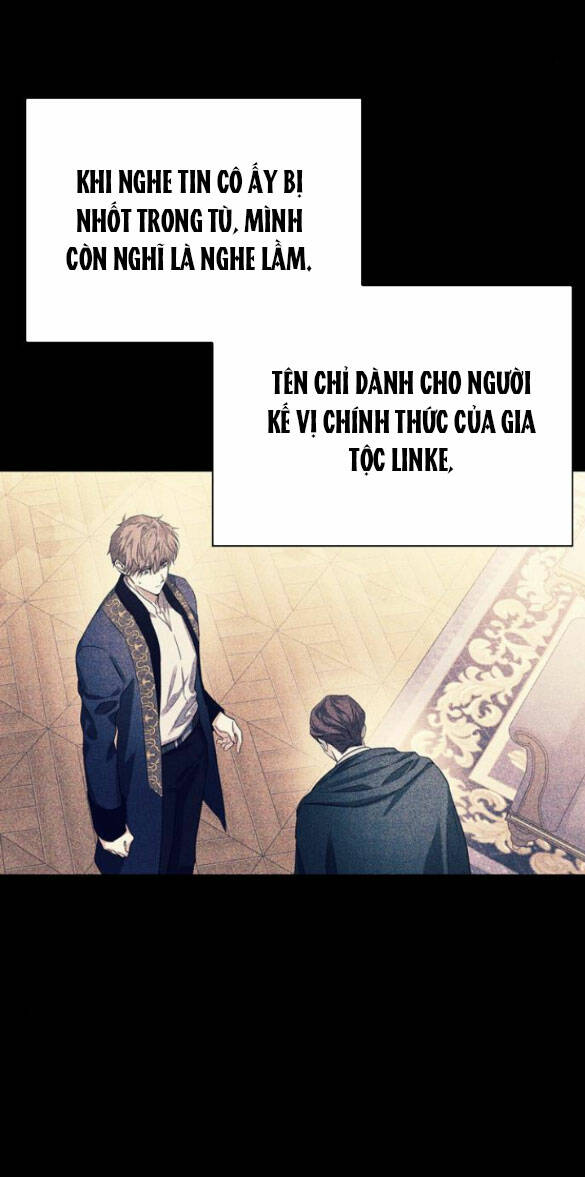 KHI NGHE TIN CÔ ẤY BỊ
NHỐT TRONG TÙ, MÌNH
CÒN NGHĨ LÀ NGHE LẦM.
TÊN CHỈ DÀNH CHO NGƯỜI
KẾ VỊ CHÍNH THỨC CỦA GIA
TỘC LINKE,